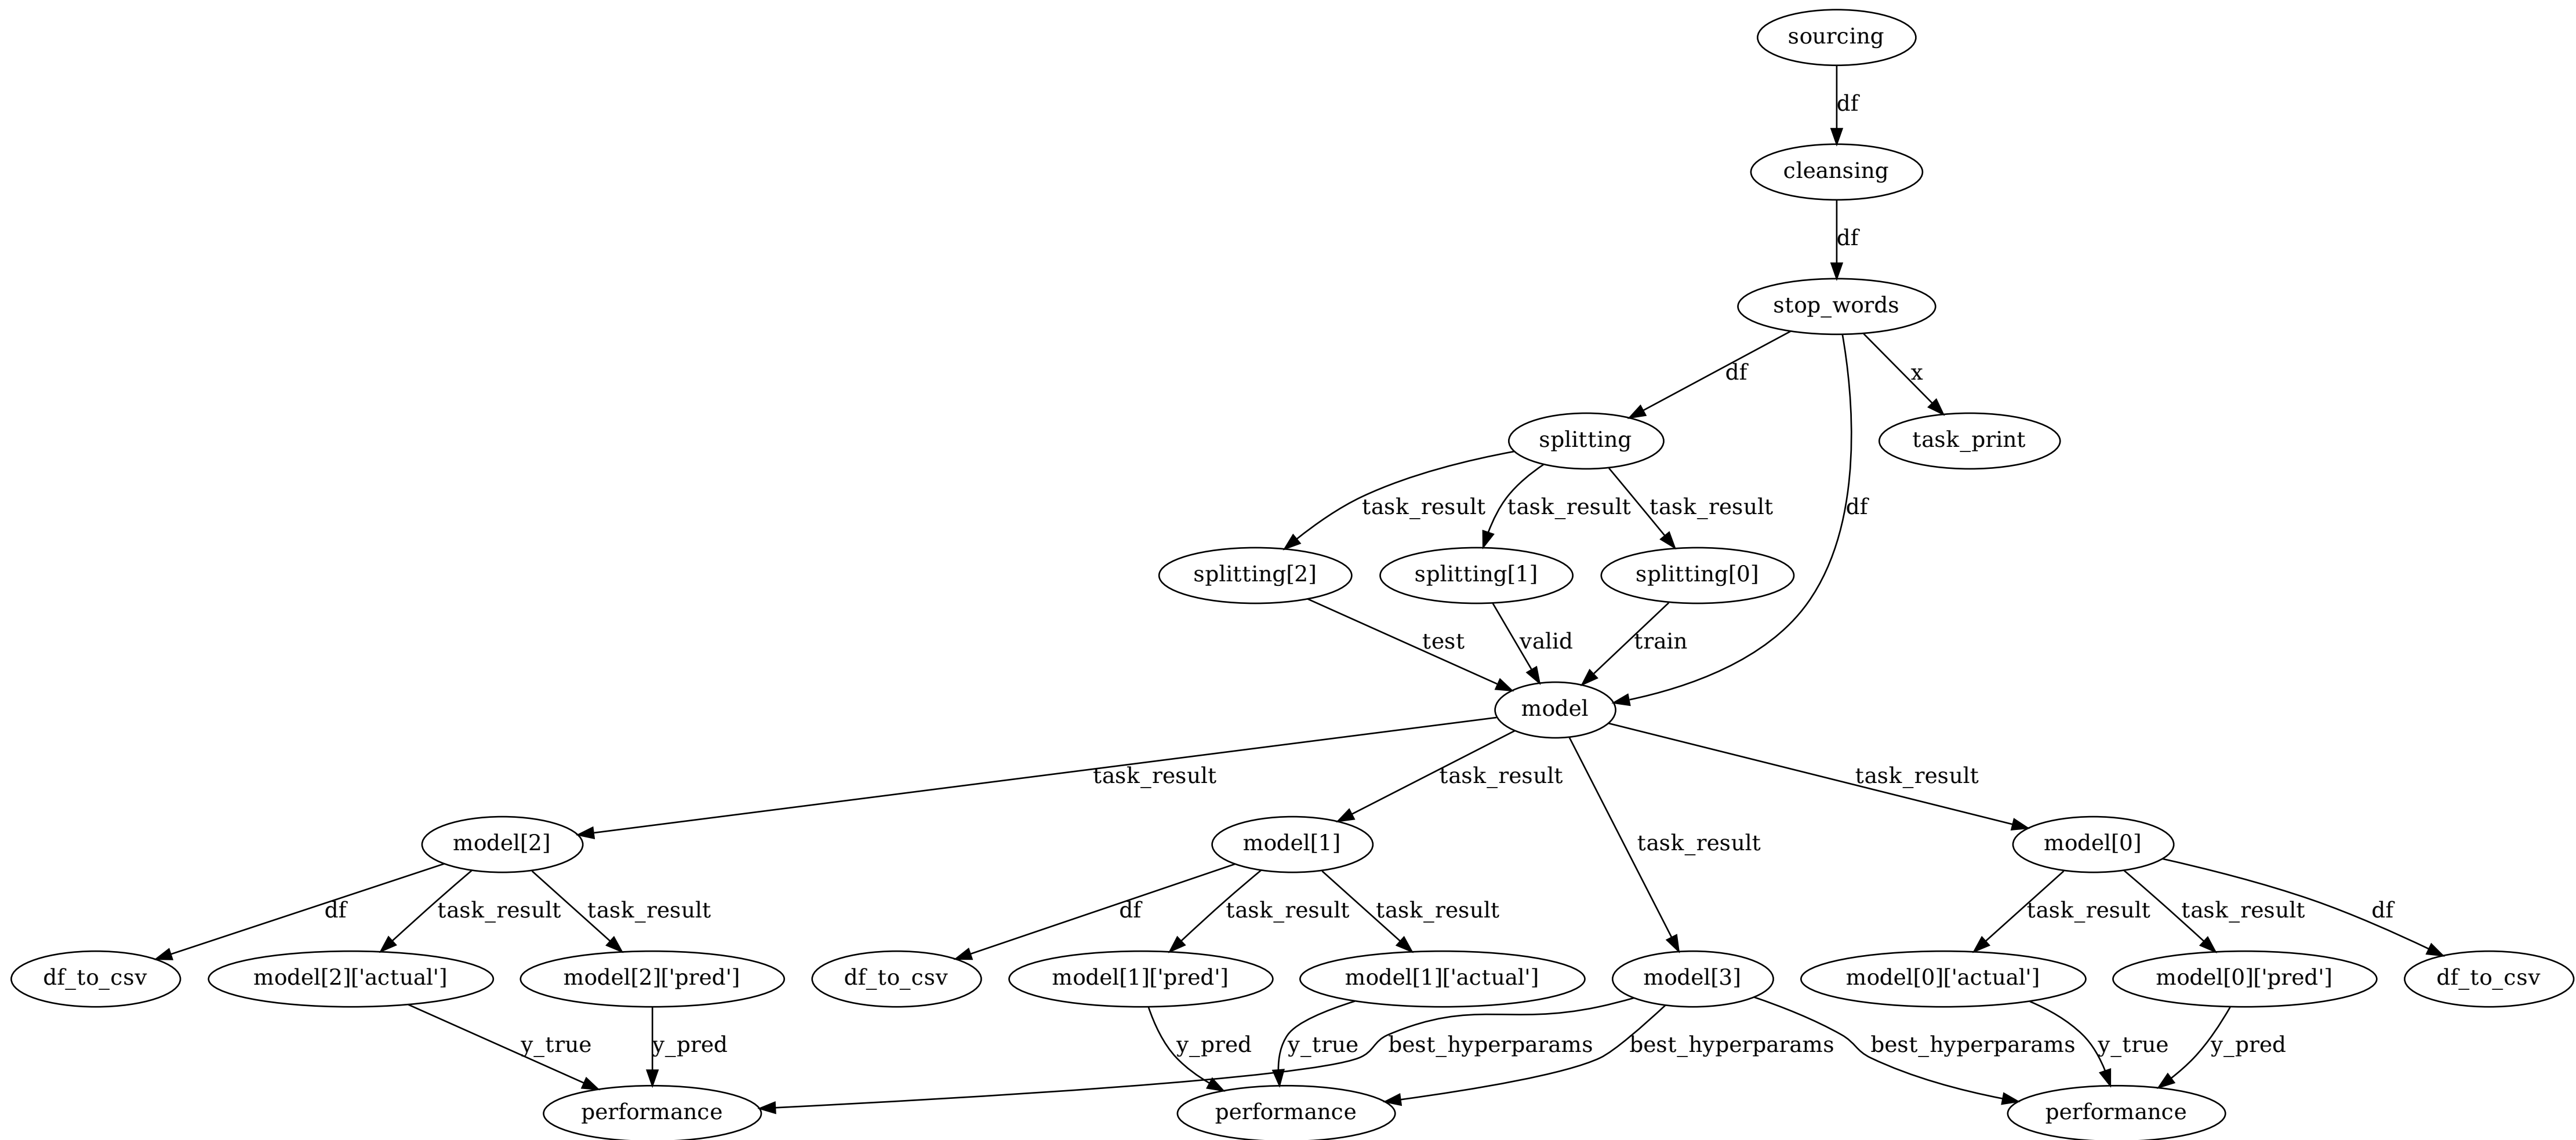 sourcing
df
cleansing
df
stop_words
df
x
splitting
task_print
task_result
task_result
task_result
df
splitting[2]
splitting[1]
splitting[0]
test
valid
train
model
task_result
task_result
task_result
model[2]
model[1]
task_result
model[0]
df
task_result
task_result
df
task_result
task_result
task_result
task_result
df
df_to_csv
model[2]['actual']
model[2]['pred']
df_to_csv
model[1]['pred']
model[1]['actual']
model[3]
model[0]['actual']
model[0]['pred']
df_to_csv
y_true
y_pred
y_pred
y_true
best_hyperparams
best_hyperparams
best_hyperparams
y_true
y_pred
performance
performance
performance